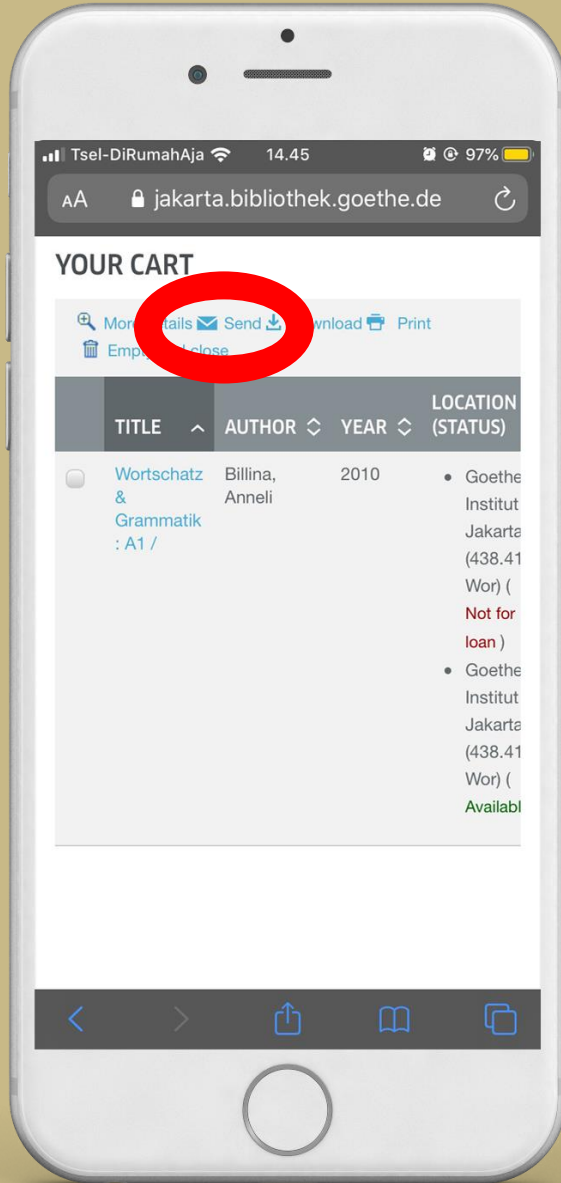 Tsel-DiRumahAja 14.45 97%
AA jakarta.bibliothek.goethe.de
YOUR CART
More Send Print
TITLE AUTHOR YEAR LOCATION (STATUS)
Wortschatz
&
Grammatik
: A1 /
Billina,
Anneli
2010
Goethe
Institut
Jakarta
(438.41
Wor) (
Not for
loan )
Goethe
Institut
Jakarta
(438.41
Wor) (
Availabl